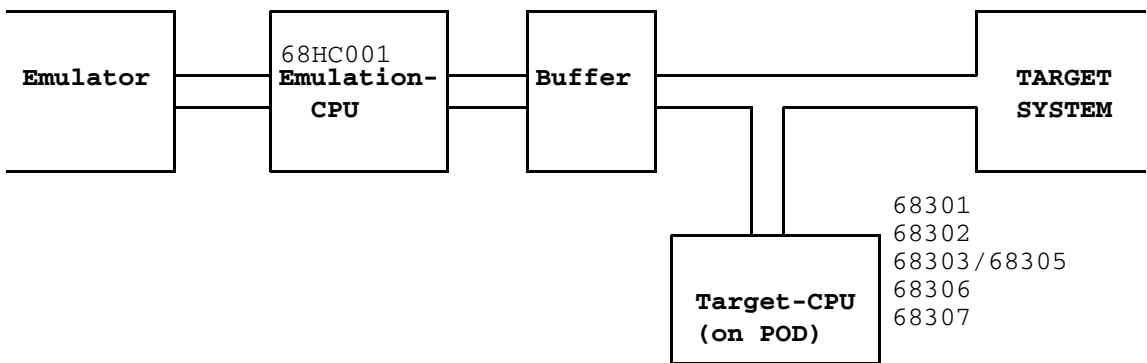 68HC001
Emulator
Emulation-
CPU
Buffer
TARGET
SYSTEM
68301
68302
68303/68305
68306
68307
Target-CPU
(on POD)